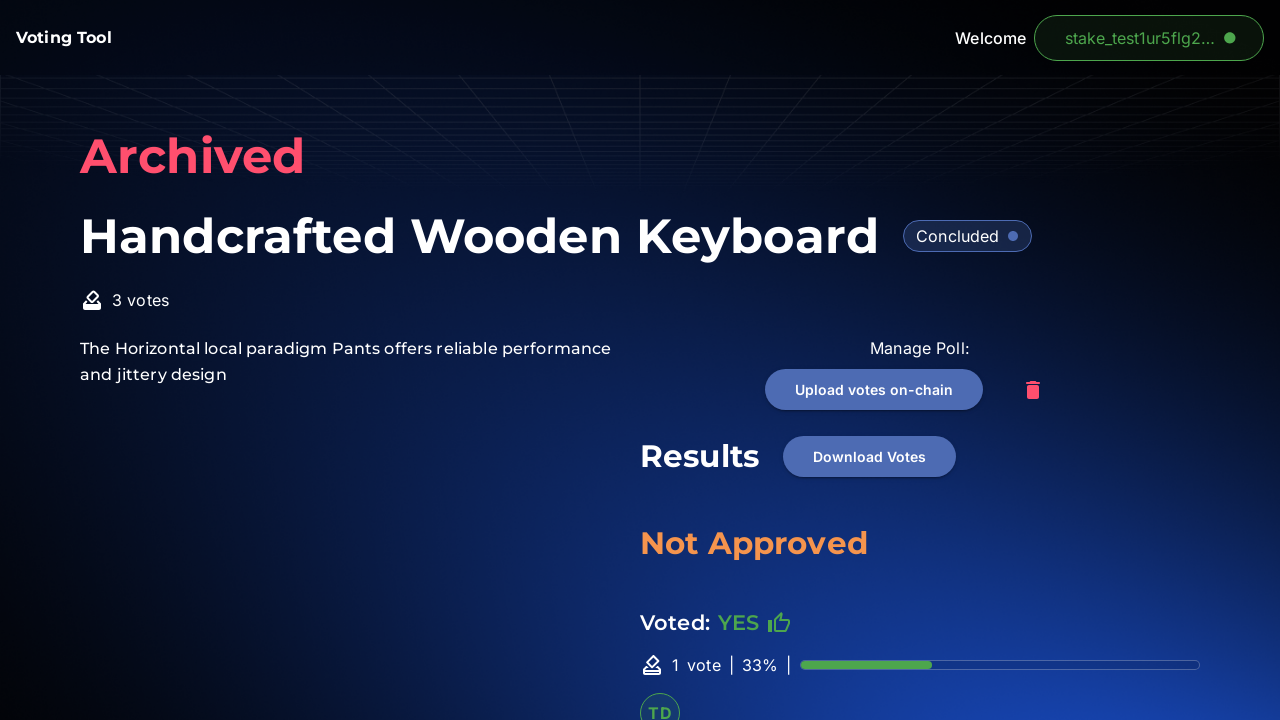 Voting Tool
Welcome
stake_test1ur5flg2...
Archived
Handcrafted Wooden Keyboard
Concluded
3 votes
The Horizontal local paradigm Pants offers reliable performance
and jittery design
Manage Poll:
Upload votes on-chain
Results
Download Votes
Not Approved
Voted: YES
1 vote | 33% |
TD